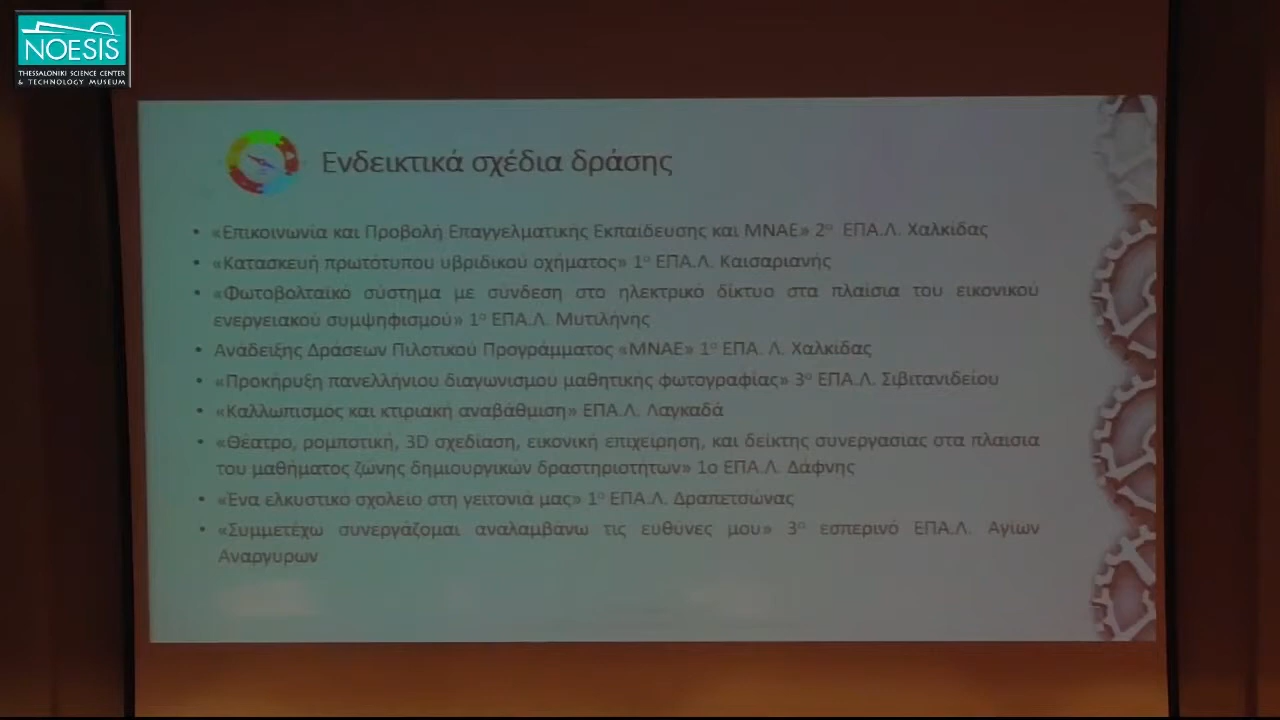 NOESIS
THESSALONIKI SCIENCE CENTER
& TECHNOLOGY MUSEUM
Ενδεικτικά σχέδια δράσης
• «Επικοινωνία και Προβολή Επαγγελματικής Εκπαίδευσης και ΜΝΑΕ» 2ο ΕΠΑ.Λ. Χαλκίδας
• «Κατασκευή πρωτότυπου υβριδικού οχήματος» 1ο ΕΠΑ.Λ. Καισαριανής
• «Φωτοβολταϊκό σύστημα με σύνδεση στο ηλεκτρικό δίκτυο στα πλαίσια του εικονικού
ενεργειακού συμψηφισμού» 1ο ΕΠΑ.Λ. Μυτιλήνης
• Ανάδειξης Δράσεων Πιλοτικού Προγράμματος «ΜΝΑΕ» 1ο ΕΠΑ. Λ. Χαλκίδας
• «Προκήρυξη πανελλήνιου διαγωνισμού μαθητικής φωτογραφίας» 3ο ΕΠΑ.Λ. Σιβιτανιδείου
• «Καλλωπισμός και κτιριακή αναβάθμιση» ΕΠΑ.Λ. Λαγκαδά
• «Θέατρο, ρομποτική, 3D σχεδίαση, εικονική επιχείρηση, και δείκτης συνεργασίας στα πλαίσια
του μαθήματος ζώνης δημιουργικών δραστηριοτήτων» 1ο ΕΠΑ.Λ. Δάφνης
• «Ένα ελκυστικό σχολείο στη γειτονιά μας» 1ο ΕΠΑ.Λ. Δραπετσώνας
• «Συμμετέχω συνεργάζομαι αναλαμβάνω τις ευθύνες μου» 3ο εσπερινό ΕΠΑ.Λ. Αγίων
Αναργύρων